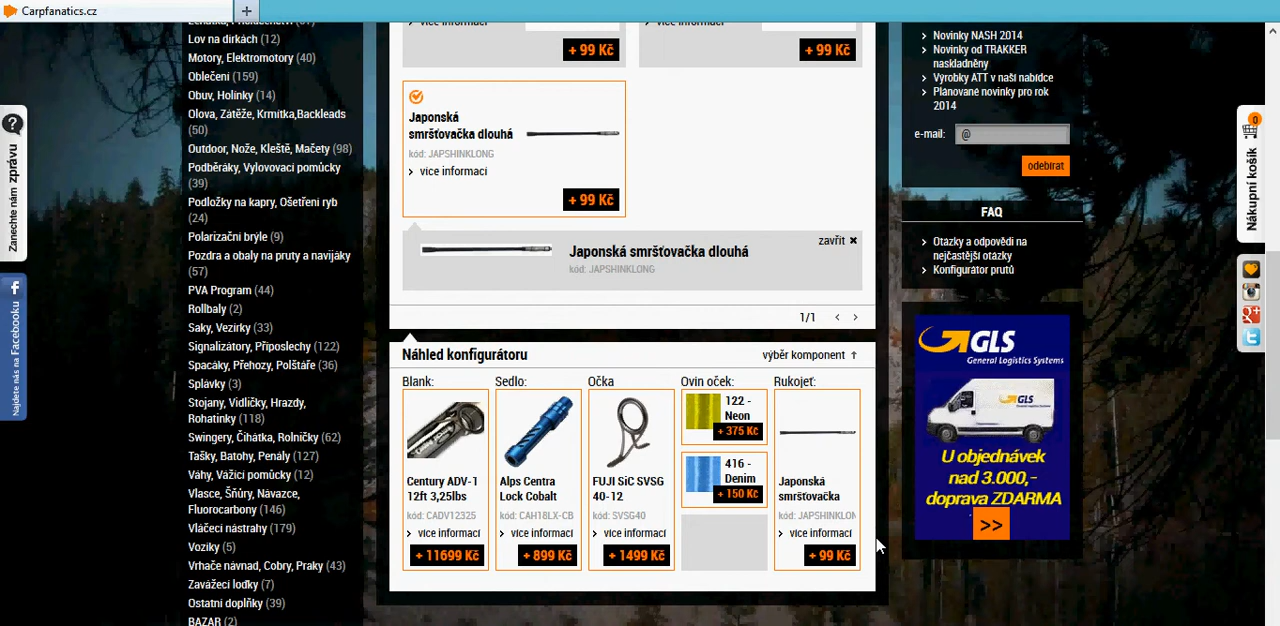 Carpfanatics.cz
Lov na dírkách (12)
Motory, Elektromotory (40)
Oblečení (159)
Obuv, Holínky (14)
Olova, Zátěže, Krmítka,Backleads
(50)
Outdoor, Nože, Kleště, Mačety (98)
Podběráky, Vylovovací pomůcky
(39)
Podložky na kapry, Ošetření ryb
(24)
Polarizační brýle (9)
Pozdra a obaly na pruty a navijáky
(57)
PVA Program (44)
Rollbaly (2)
Saky, Vezírky (33)
Signalizátory, Příposlechy (122)
Spacáky, Přehozy, Polštáře (36)
Splávky (3)
Stojany, Vidličky, Hrazdy,
Rohatinky (118)
Swingery, Čihátka, Rolničky (62)
Tašky, Batohy, Penály (127)
Váhy, Vážící pomůcky (12)
Vlasce, Šňůry, Návazce,
Fluorocarbony (146)
Vláčecí nástrahy (179)
Vozíky (5)
Vrhače návnad, Cobry, Praky (43)
Zavážecí loďky (7)
Ostatní doplňky (39)
BAZAR (2)
Zanechte nám zprávu
Najdete nás na Facebooku
+ 99 Kč
+ 99 Kč
Japonská
smršťovačka dlouhá
kód: JAPSHINKLONG
více informací
+ 99 Kč
zavřít
Japonská smršťovačka dlouhá
kód: JAPSHINKLONG
1/1
Náhled konfigurátoru
výběr komponent
Blank:
Century ADV-1
12ft 3,25lbs
kód: CADV12325
více informací
+ 11699 Kč
Sedlo:
Alps Centra
Lock Cobalt
kód: CAH18LX-CB
více informací
+ 899 Kč
Očka
FUJI SiC SVSG
40-12
kód: SVSG40
více informací
+ 1499 Kč
Ovin oček:
122 -
Neon
+ 375 Kč
416 -
Denim
+ 150 Kč
Rukojeť:
Japonská
smršťovačka
kód: JAPSHINKLON
více informací
+ 99 Kč
Novinky NASH 2014
Novinky od TRAKKER
naskladněny
Výrobky ATT v naší nabídce
Plánované novinky pro rok
2014
e-mail:
@
odebírat
FAQ
Otázky a odpovědi na
nejčastější otázky
Konfigurátor prutů
GLS
General Logistics Systems
GLS
U objednávek
nad 3.000,-
doprava ZDARMA
>>
0
Nákupní košík